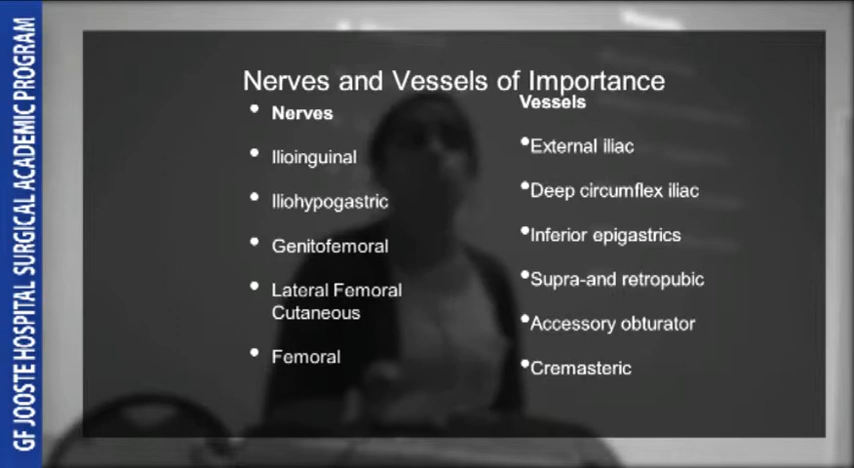 GF JOOSTE HOSPITAL SURGICAL ACADEMIC PROGRAM
Nerves and Vessels of Importance
• Nerves
• Ilioinguinal
• Iliohypogastric
• Genitofemoral
• Lateral Femoral
Cutaneous
• Femoral
Vessels
•External iliac
•Deep circumflex iliac
•Inferior epigastrics
•Supra-and retropubic
•Accessory obturator
•Cremasteric